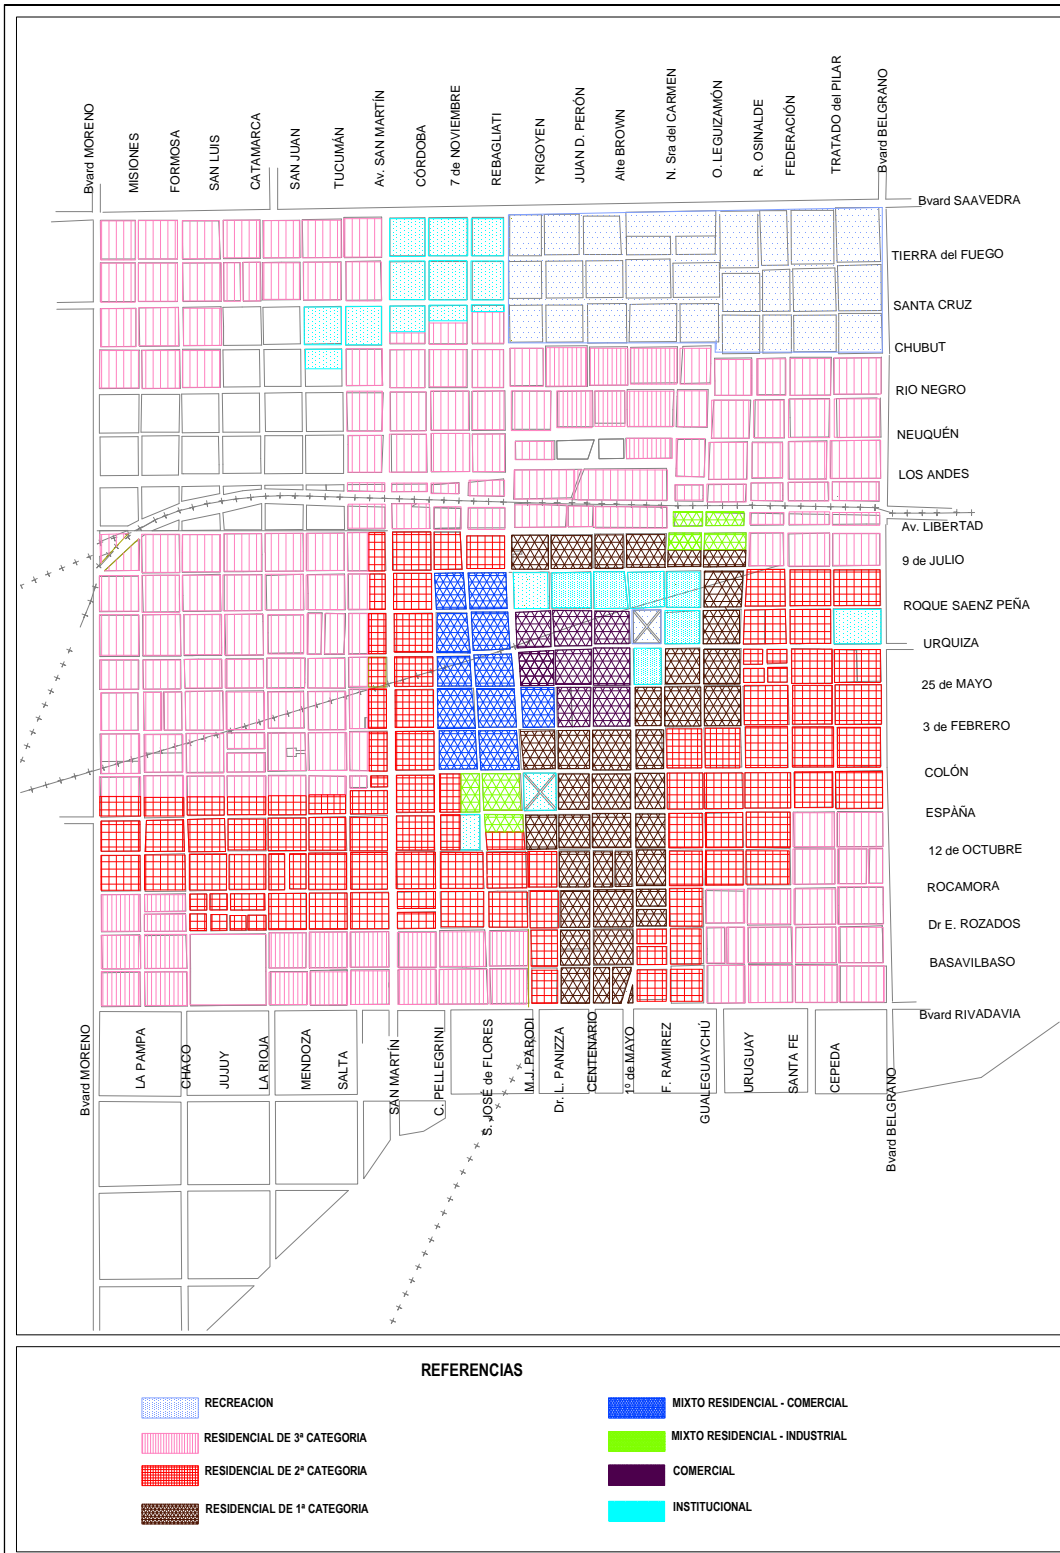 Bvard MORENO
MISIONES
FORMOSA
SAN LUIS
CATAMARCA
SAN JUAN
TUCUMÁN
Av. SAN MARTÍN
CÓRDOBA
7 de NOVIEMBRE
REBAGLIATI
YRIGOYEN
JUAN D. PERÓN
Alte BROWN
N. Sra del CARMEN
O. LEGUIZAMÓN
R. OSINALDE
FEDERACIÓN
TRATADO del PILAR
Bvard BELGRANO
Bvard SAAVEDRA
TIERRA del FUEGO
SANTA CRUZ
CHUBUT
RIO NEGRO
NEUQUÉN
LOS ANDES
Av. LIBERTAD
9 de JULIO
ROQUE SAENZ PEÑA
URQUIZA
25 de MAYO
3 de FEBRERO
COLÓN
ESPÀÑA
12 de OCTUBRE
ROCAMORA
Dr E. ROZADOS
BASAVILBASO
Bvard RIVADAVIA
Bvard MORENO
LA PAMPA
CHACO
JUJUY
LA RIOJA
MENDOZA
SALTA
SAN MARTÍN
C. PELLEGRINI
S. JOSÉ de FLORES
M.J. PARODI
Dr. L. PANIZZA
CENTENARIO
1º de MAYO
F. RAMIREZ
GUALEGUAYCHÚ
URUGUAY
SANTA FE
CEPEDA
Bvard BELGRANO
REFERENCIAS
RECREACION
RESIDENCIAL DE 3ª CATEGORIA
RESIDENCIAL DE 2ª CATEGORIA
RESIDENCIAL DE 1ª CATEGORIA
MIXTO RESIDENCIAL - COMERCIAL
MIXTO RESIDENCIAL - INDUSTRIAL
COMERCIAL
INSTITUCIONAL